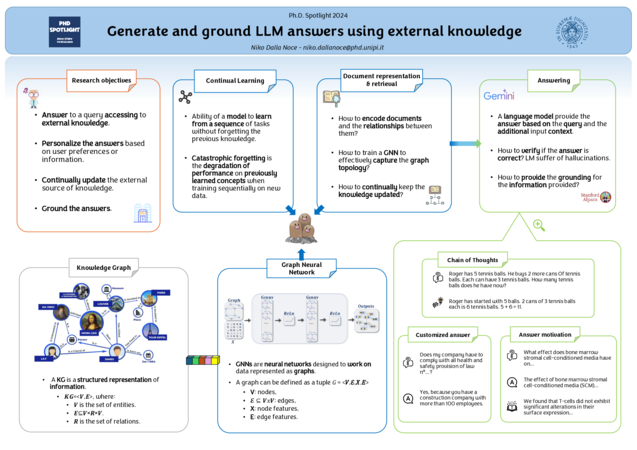 Ph.D. Spotlight 2024
PHD
SPOTLIGHT
Generate and ground LLM answers using external knowledge
Niko Dalla Noce - niko.dallanoce@phd.unipi.it
Research objectives
• Answer to a query accessing to
external knowledge.
• Personalize the answers based
on user preferences or
information.
• Continually update the external
source of knowledge.
• Ground the answers.
Continual Learning
• Ability of a model to learn
from a sequence of tasks
without forgetting the
previous knowledge.
• Catastrophic forgetting is
the degradation of
performance on previously
learned concepts when
training sequentially on new
data.
Document representation
& retrieval
• How to encode documents
and the relationships between
them?
• How to train a GNN to
effectively capture the graph
topology?
• How to continually keep the
knowledge updated?
Answering
Gemini
• A language model provide the
answer based on the query and the
additional input context.
• How to verify if the answer is
correct? LM suffer of hallucinations.
• How to provide the grounding for
the information provided?
Stanford
Alpaca
Knowledge Graph
• A KG is a structured representation of
information.
• KG=<V,E>, where:
• V is the set of entities.
• E⊆V×R×V.
• R is the set of relations.
Graph Neural
Network
Graph
Outputs
• GNNs are neural networks designed to work on
data represented as graphs.
• A graph can be defined as a tuple G = <V,E,X,E>
• V: nodes,
• ℰ ⊆ V×V: edges,
• X: node features,
• E: edge features.
Chain of Thoughts
Roger has 5 tennis balls. He buys 2 more cans Of tennis
balls. Each can have 3 tennis balls. How many tennis
balls does he have now?
Roger has started with 5 balls. 2 cans of 3 tennis balls
each is 6 tennis balls. 5 + 6 = 11.
Customized answer
Does my company have to
comply with all health and
safety provision of law
n°...?
Yes, because you have a
construction company with
more than 100 employees.
Answer motivation
What effect does bone marrow
stromal cell-conditioned media have
on...
The effect of bone marrow stromal
cell-conditioned media (SCM)...
We found that T-cells did not exhibit
significant alterations in their
surface expression...